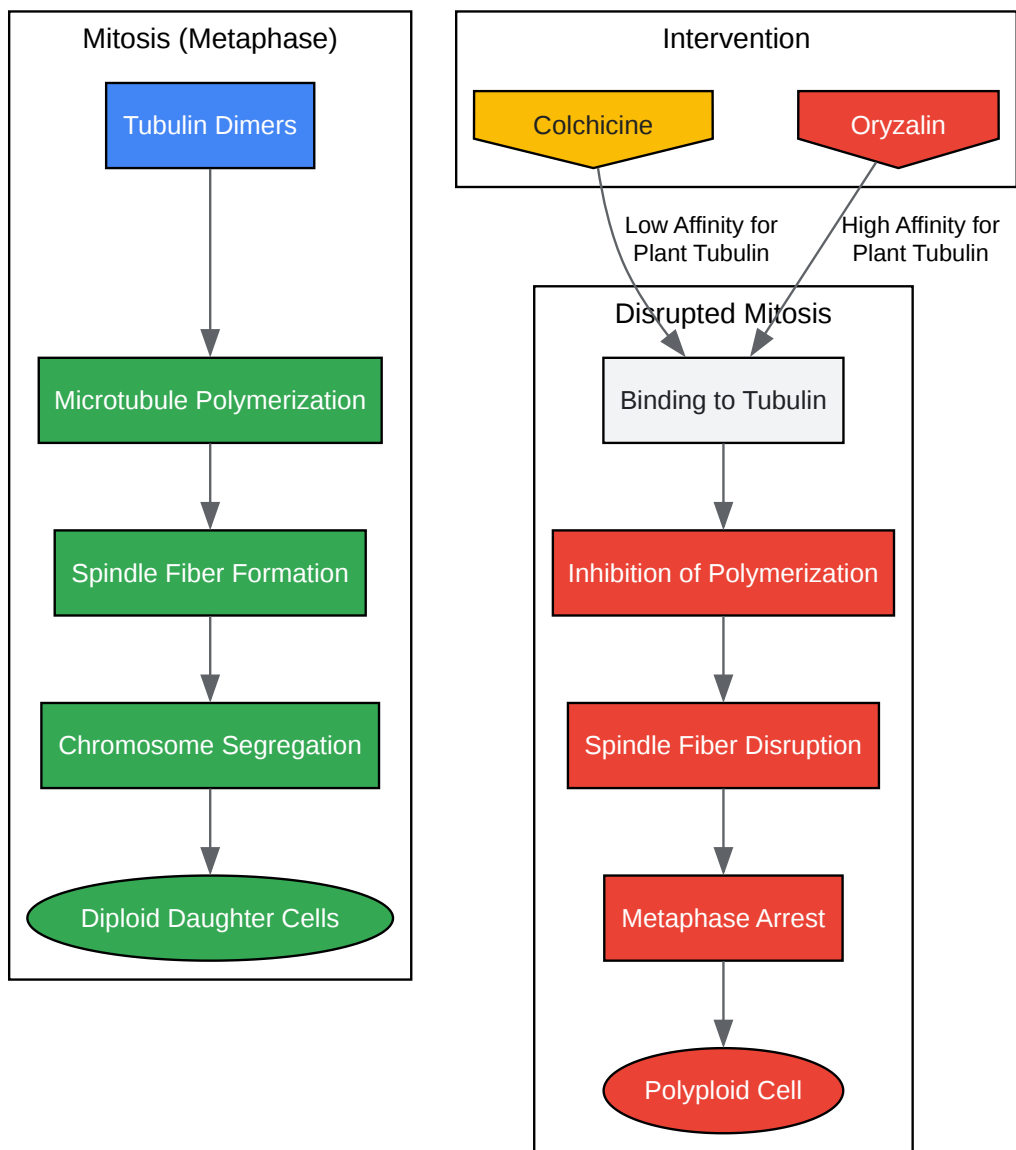 Mitosis (Metaphase)
Tubulin Dimers
Microtubule Polymerization
Spindle Fiber Formation
Chromosome Segregation
Diploid Daughter Cells
Intervention
Colchicine
Oryzalin
Low Affinity for
Plant Tubulin
High Affinity for
Plant Tubulin
Disrupted Mitosis
Binding to Tubulin
Inhibition of Polymerization
Spindle Fiber Disruption
Metaphase Arrest
Polyploid Cell